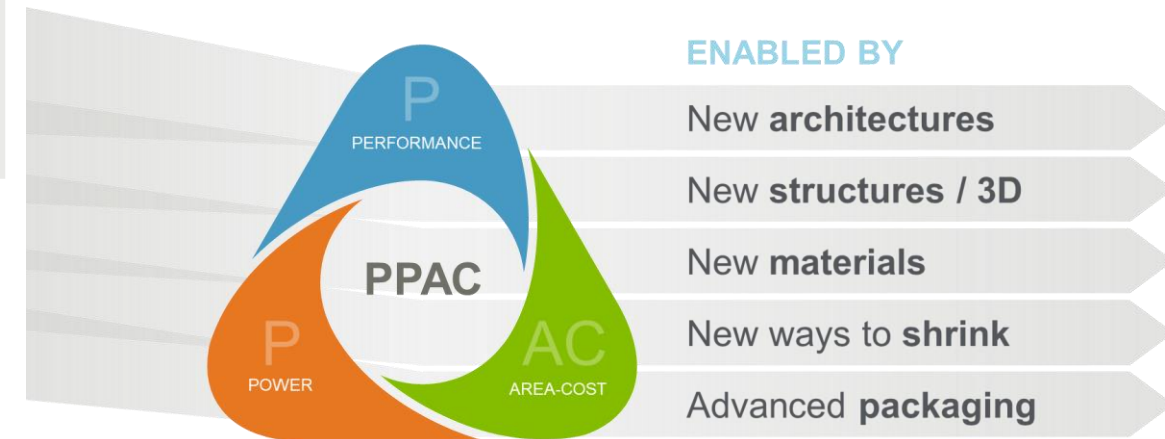 P
PERFORMANCE
PPAC
P
POWER
AC
AREA-COST
ENABLED BY
New architectures
New structures / 3D
New materials
New ways to shrink
Advanced packaging